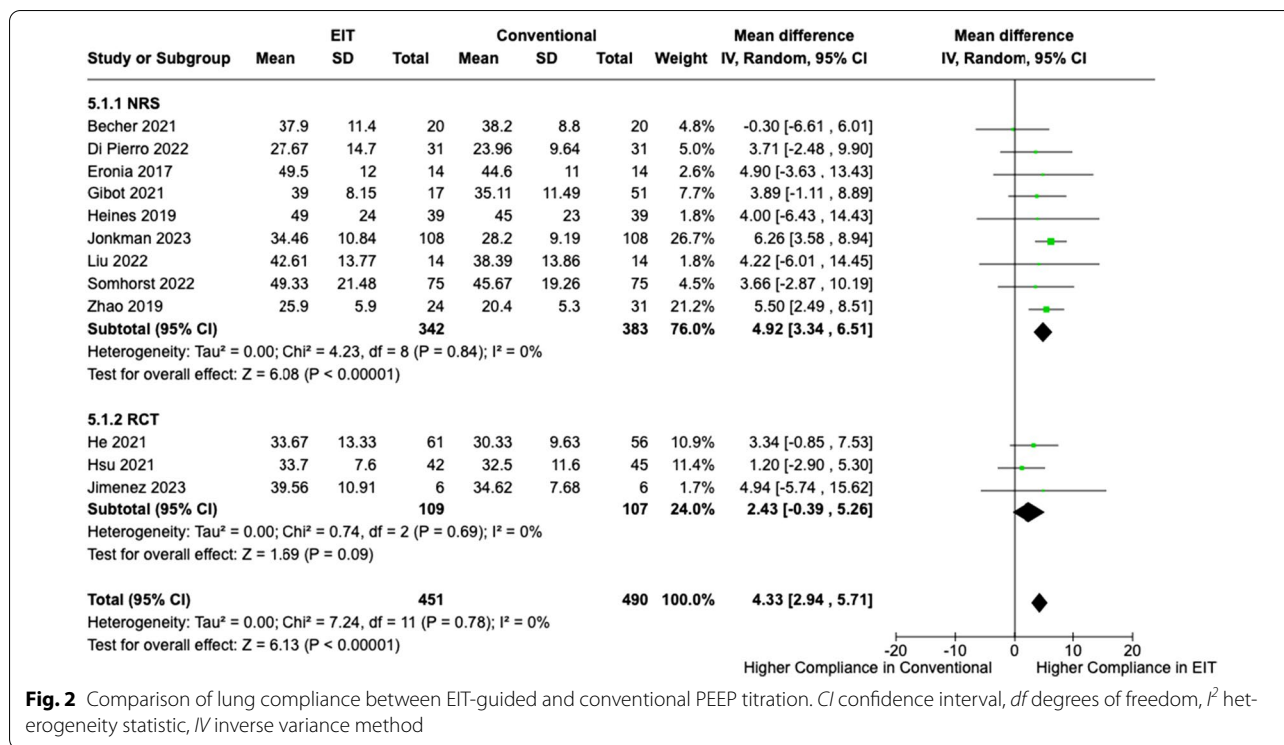 EIT Conventional Mean difference Mean difference
Study or Subgroup Mean SD Total Mean SD Total Weight IV, Random, 95% CI IV, Random, 95% CI
5.1.1 NRS
Becher 2021 37.9 11.4 20 38.2 8.8 20 4.8% -0.30 [-6.61 , 6.01]
Di Pierro 2022 27.67 14.7 31 23.96 9.64 31 5.0% 3.71 [-2.48 , 9.90]
Eronia 2017 49.5 12 14 44.6 11 14 2.6% 4.90 [-3.63 , 13.43]
Gibot 2021 39 8.15 17 35.11 11.49 51 7.7% 3.89 [-1.11 , 8.89]
Heines 2019 49 24 39 45 23 39 1.8% 4.00 [-6.43 , 14.43]
Jonkman 2023 34.46 10.84 108 28.2 9.19 108 26.7% 6.26 [3.58 , 8.94]
Liu 2022 42.61 13.77 14 38.39 13.86 14 1.8% 4.22 [-6.01 , 14.45]
Somhorst 2022 49.33 21.48 75 45.67 19.26 75 4.5% 3.66 [-2.87 , 10.19]
Zhao 2019 25.9 5.9 24 20.4 5.3 31 21.2% 5.50 [2.49 , 8.51]
Subtotal (95% CI) 342 383 76.0% 4.92 [3.34 , 6.51]
Heterogeneity: Tau² = 0.00; Chi² = 4.23, df = 8 (P = 0.84); I² = 0%
Test for overall effect: Z = 6.08 (P < 0.00001)
5.1.2 RCT
He 2021 33.67 13.33 61 30.33 9.63 56 10.9% 3.34 [-0.85 , 7.53]
Hsu 2021 33.7 7.6 42 32.5 11.6 45 11.4% 1.20 [-2.90 , 5.30]
Jimenez 2023 39.56 10.91 6 34.62 7.68 6 1.7% 4.94 [-5.74 , 15.62]
Subtotal (95% CI) 109 107 24.0% 2.43 [-0.39 , 5.26]
Heterogeneity: Tau² = 0.00; Chi² = 0.74, df = 2 (P = 0.69); I² = 0%
Test for overall effect: Z = 1.69 (P = 0.09)
Total (95% CI) 451 490 100.0% 4.33 [2.94 , 5.71]
Heterogeneity: Tau² = 0.00; Chi² = 7.24, df = 11 (P = 0.78); I² = 0%
Test for overall effect: Z = 6.13 (P < 0.00001)
-20 -10 0 10 20
Higher Compliance in Conventional Higher Compliance in EIT
Fig. 2 Comparison of lung compliance between EIT-guided and conventional PEEP titration. CI confidence interval, df degrees of freedom, I² het-
erogeneity statistic, IV inverse variance method